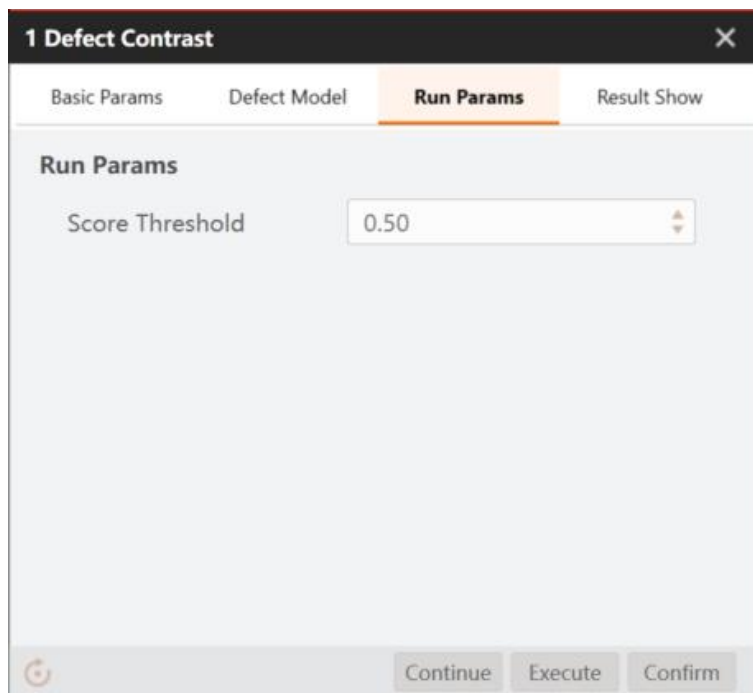 1 Defect Contrast
Basic Params Defect Model Run Params Result Show
Run Params
Score Threshold 0.50
Continue Execute Confirm